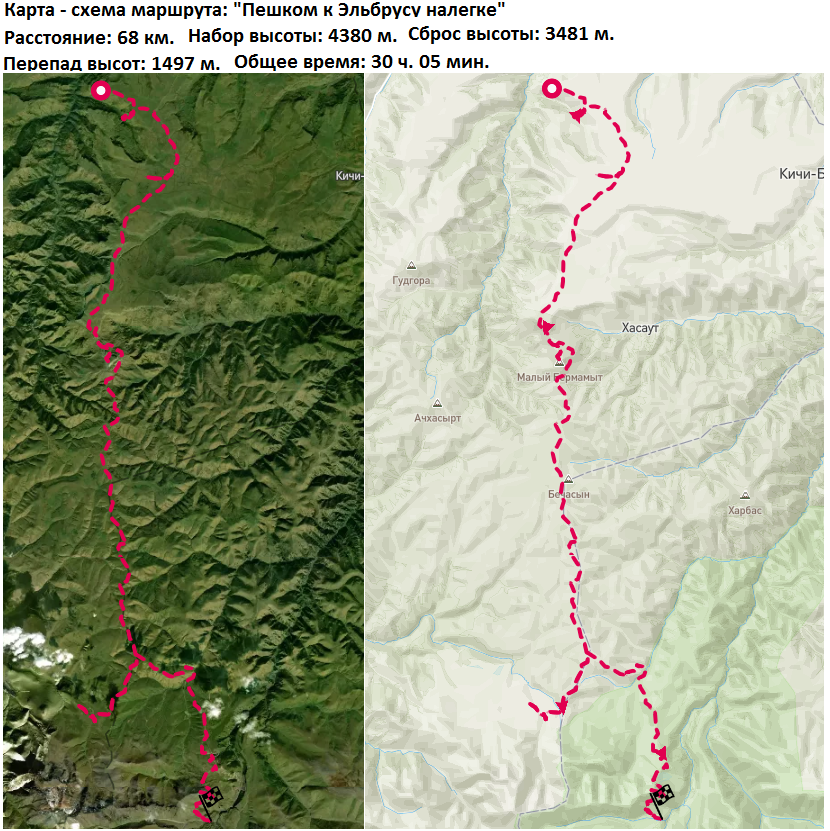 Карта - схема маршрута: "Пешком к Эльбрусу налегке"
Расстояние: 68 км. Набор высоты: 4380 м. Сброс высоты: 3481 м.
Перепад высот: 1497 м. Общее время: 30 ч. 05 мин.
Кичи-
Кичи-Б
Гудгора
Хасаут
Малый Бермамыт
Ачхасырт
Бечасын
Харбас